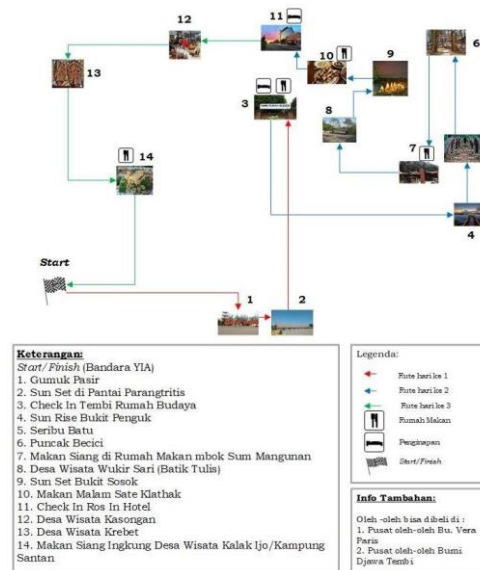 12
11
13
10
9
6
3
8
14
7
4
Start
1
2
Keterangan:
Start/Finish (Bandara YIA)
1. Gumuk Pasir
2. Sun Set di Pantai Parangtritis
3. Check In Tembi Rumah Budaya
4. Sun Rise Bukit Penguk
5. Seribu Batu
6. Puncak Becici
7. Makan Siang di Rumah Makan mbok Sum Mangunan
8. Desa Wisata Wukir Sari (Batik Tulis)
9. Sun Set Bukit Sosok
10. Makan Malam Sate Klathak
11. Check In Ros In Hotel
12. Desa Wisata Kasongan
13. Desa Wisata Krebet
14. Makan Siang Ingkung Desa Wisata Kalak Ijo/Kampung
Santan
Legenda:
Rute hari ke 1
Rute hari ke 2
Rute hari ke 3
Rumah Makan
Penginapan
Start/Finish
Info Tambahan:
Oleh -oleh bisa dibeli di :
1. Pusat oleh-oleh Bu. Vera
Paris
2. Pusat oleh-oleh Bumi
Djawa Tembi